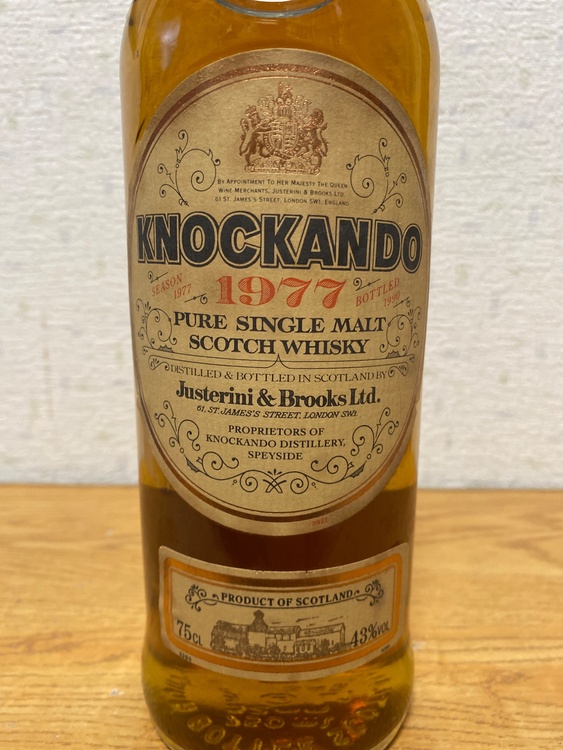 BY APPOINTMENT TO HER MAJESTY THE QUEEN
WINE MERCHANTS, JUSTERINI & BROOKS LTD.
61 ST. JAMES'S STREET, LONDON SW1, ENGLAND
KNOCKANDO
SEASON 1977
1977
BOTTLED 1990
PURE SINGLE MALT
SCOTCH WHISKY
DISTILLED & BOTTLED IN SCOTLAND BY
Justerini & Brooks Ltd.
61, ST. JAMES'S STREET, LONDON SW1.
PROPRIETORS OF
KNOCKANDO DISTILLERY,
SPEYSIDE
PRODUCT OF SCOTLAND
75CL
43%VOL